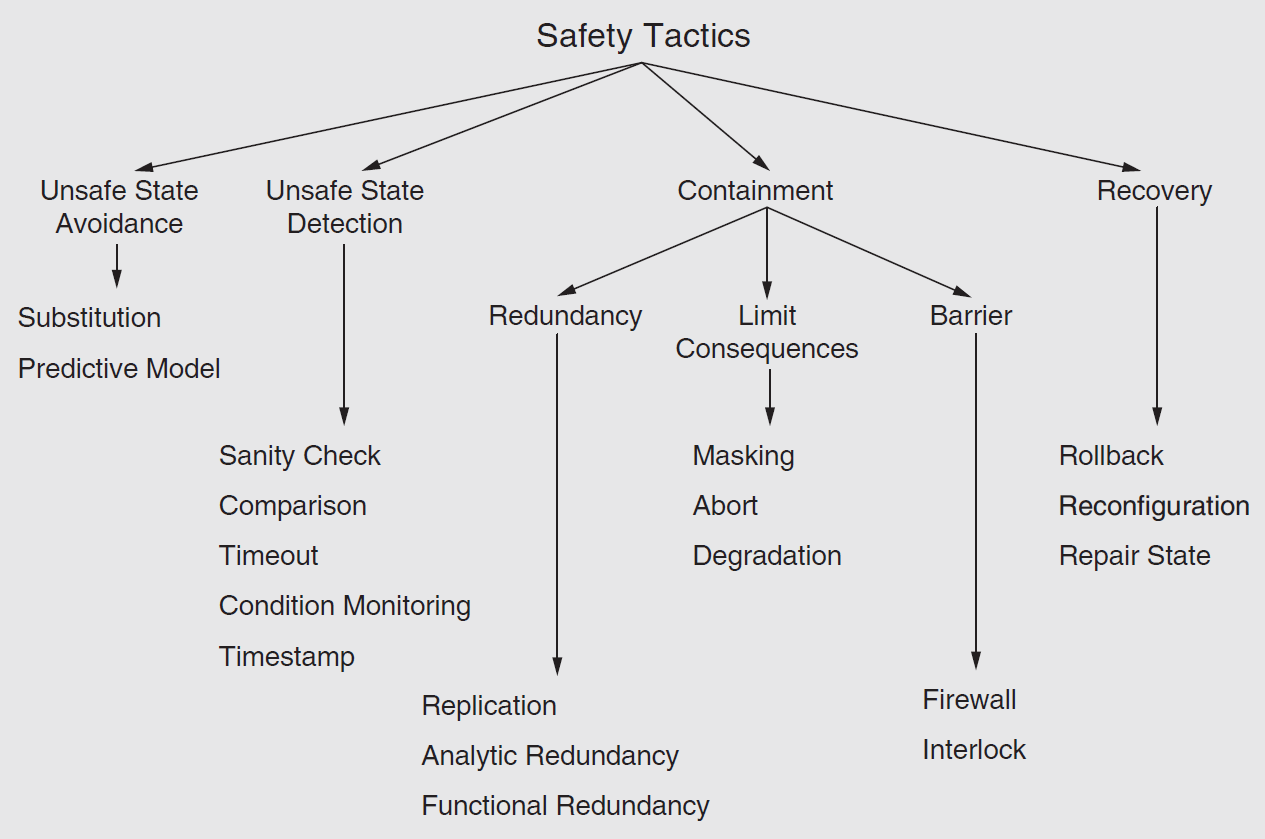 Safety Tactics
Unsafe State
Avoidance
Unsafe State
Detection
Containment
Recovery
Substitution
Predictive Model
Redundancy
Limit
Consequences
Barrier
Sanity Check
Comparison
Timeout
Condition Monitoring
Timestamp
Masking
Abort
Degradation
Rollback
Reconfiguration
Repair State
Replication
Analytic Redundancy
Functional Redundancy
Firewall
Interlock